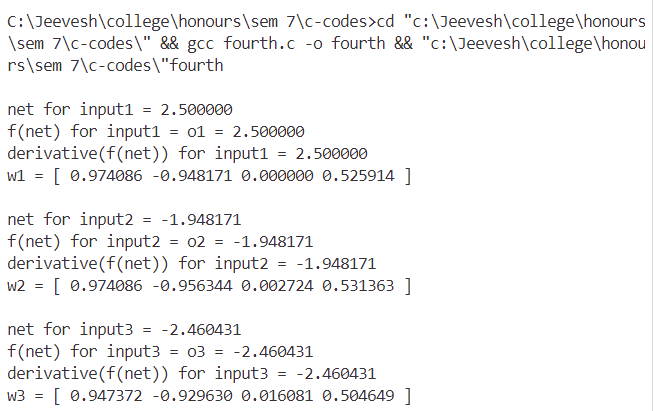 C:\Jeevesh\college\honours\sem 7\c-codes>cd "c:\Jeevesh\college\honours
\sem 7\c-codes\" && gcc fourth.c -o fourth && "c:\Jeevesh\college\honou
rs\sem 7\c-codes\"fourth
net for input1 = 2.500000
f(net) for input1 = o1 = 2.500000
derivative(f(net)) for input1 = 2.500000
w1 = [ 0.974086 -0.948171 0.000000 0.525914 ]
net for input2 = -1.948171
f(net) for input2 = o2 = -1.948171
derivative(f(net)) for input2 = -1.948171
w2 = [ 0.974086 -0.956344 0.002724 0.531363 ]
net for input3 = -2.460431
f(net) for input3 = o3 = -2.460431
derivative(f(net)) for input3 = -2.460431
w3 = [ 0.947372 -0.929630 0.016081 0.504649 ]